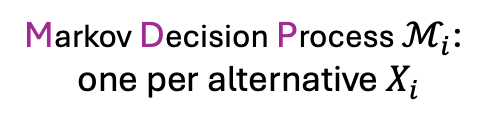 Markov Decision Process ℳᵢ:
one per alternative Xᵢ